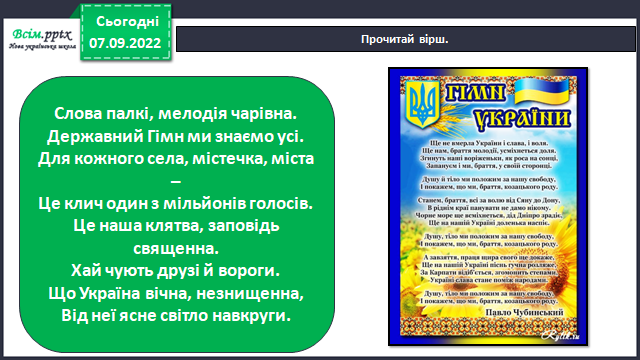 Всім.pptx
Нова українська школа
Сьогодні
07.09.2022
Прочитай вірш.
Слова палкі, мелодія чарівна.
Державний Гімн ми знаємо усі.
Для кожного села, містечка, міста
–
Це клич один з мільйонів голосів.
Це наша клятва, заповідь
священна.
Хай чують друзі й вороги.
Що Україна вічна, незнищенна,
Від неї ясне світло навкруги.
ГІМН
УКРАЇНИ
Ще не вмерла України і слава, і воля.
Ще нам, браття молодії, усміхнеться доля.
Згинуть наші воріженьки, як роса на сонці.
Запануєм і ми, браття, у своїй сторонці.
Душу й тіло ми положим за нашу свободу,
І покажем, що ми, браття, козацького роду.
Станем, браття, всі за волю від Сяну до Дону,
В ріднім краї панувати не дамо нікому.
Чорне море ще всміхнеться, дід Дніпро зрадіє,
Ще на нашій Україні доленька наспіє.
Душу, тіло ми положим за нашу свободу,
І покажем, що ми, браття, козацького роду.
А завзяття, праця щира свого ще докаже,
Ще на нашій Україні піснь гучна розляже,
За Карпати відіб'ється, згомонить степами,
України слава стане поміж народами.
Душу, тіло ми положим за нашу свободу,
І покажем, що ми, браття, козацького роду.
Павло Чубинський